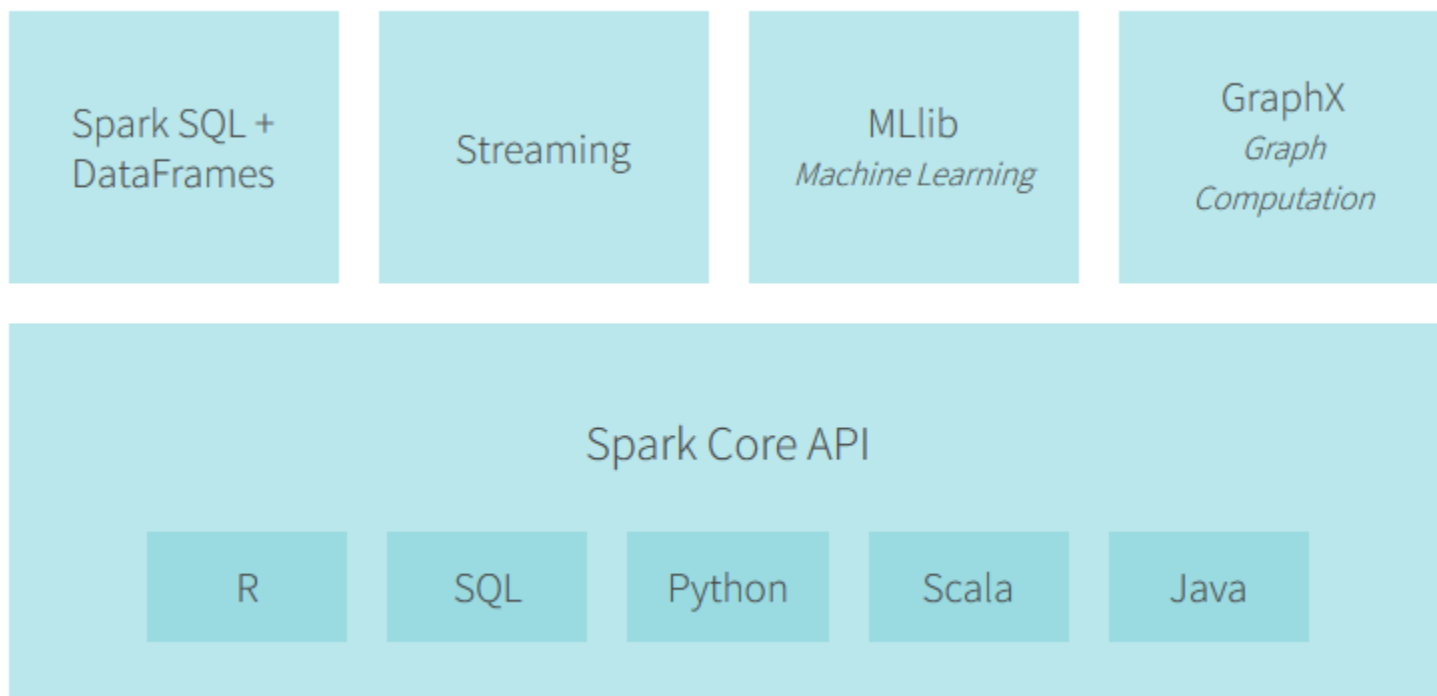 Spark SQL +
DataFrames
Streaming
MLlib
Machine Learning
GraphX
Graph
Computation
Spark Core API
R
SQL
Python
Scala
Java